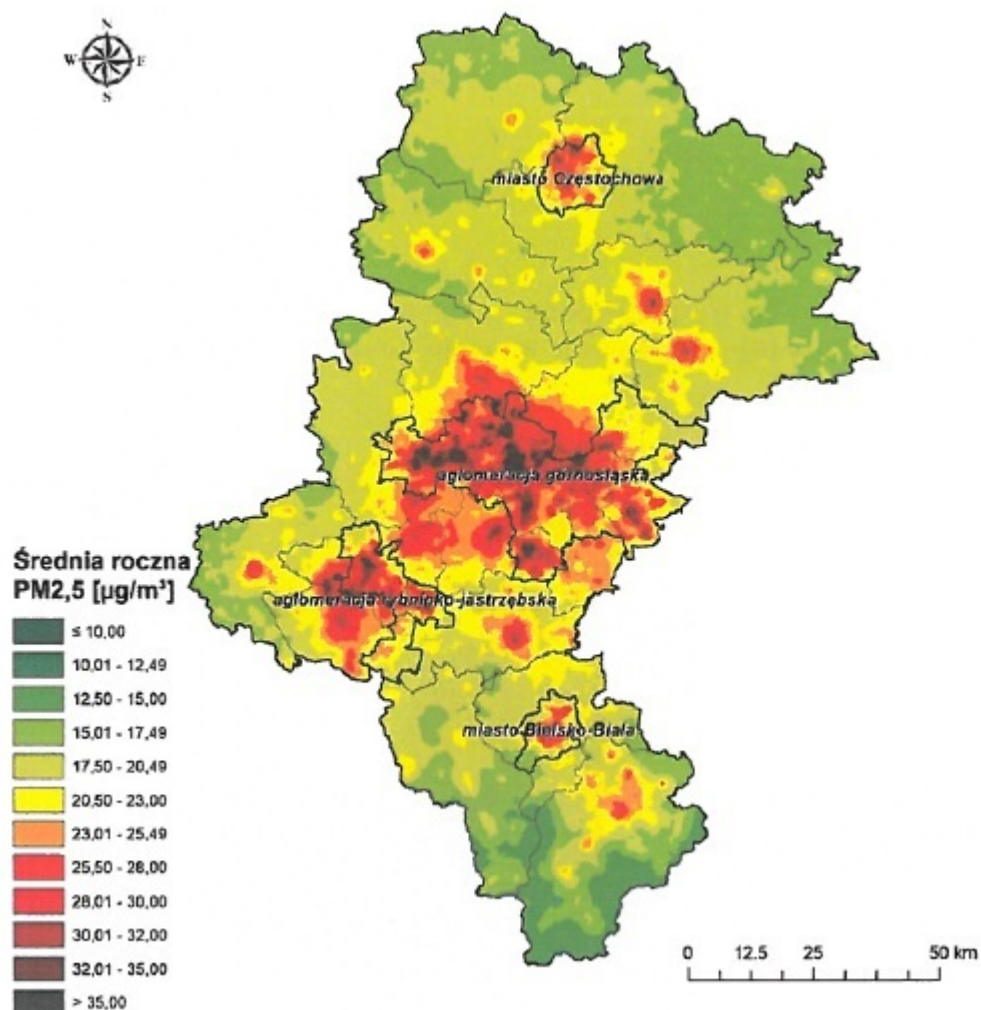 N
W E
S
miasto Częstochowa
aglomeracja górnośląska
aglomeracja rybnicko-jastrzębska
miasto Bielsko-Biała
Średnia roczna
PM2,5 [µg/m³]
≤ 10,00
10,01 - 12,49
12,50 - 15,00
15,01 - 17,49
17,50 - 20,49
20,50 - 23,00
23,01 - 25,49
25,50 - 28,00
28,01 - 30,00
30,01 - 32,00
32,01 - 35,00
> 35,00
0 12.5 25 50 km